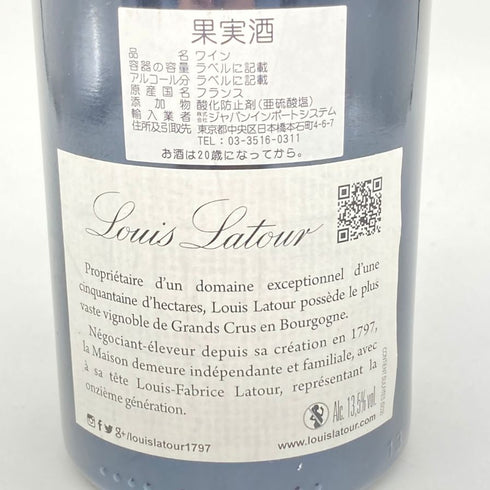 果実酒
品名 ワイン
容器の容量 ラベルに記載
アルコール分 ラベルに記載
原産国名 フランス
添加物 酸化防止剤(亜硫酸塩)
輸入業者 株式会社ジャパンインポートシステム
住所及引取先 東京都中央区日本橋本石町4-6-7
TEL:03-3516-0311
お酒は20歳になってから。
Louis Latour
Propriétaire d'un domaine exceptionnel d'une
cinquantaine d'hectares, Louis Latour possède le plus
vaste vignoble de Grands Crus en Bourgogne.
Négociant-éleveur depuis sa création en 1797,
la Maison demeure indépendante et familiale, avec
à sa tête Louis-Fabrice Latour, représentant la
onzième génération.
g+/louislatour1797
Alc. 13,5% vol.
www.louislatour.com